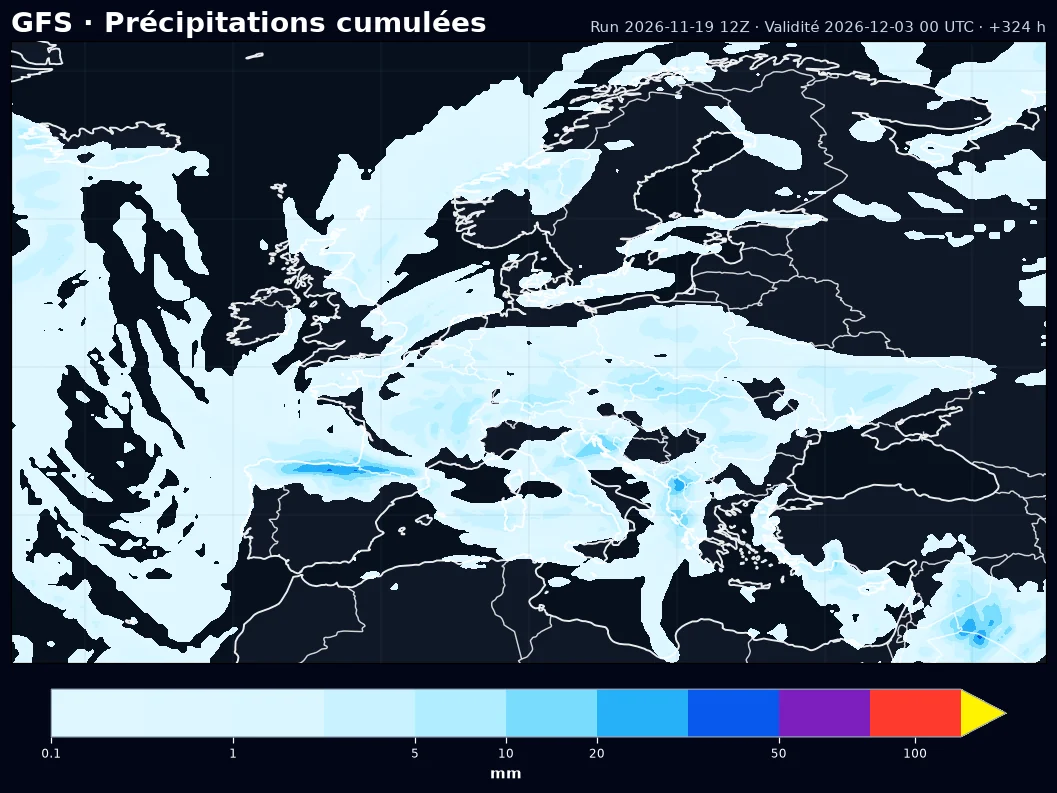 GFS · Précipitations cumulées
Run 2026-11-19 12Z · Validité 2026-12-03 00 UTC · +324 h
0.1 1 5 10 20 50 100
mm